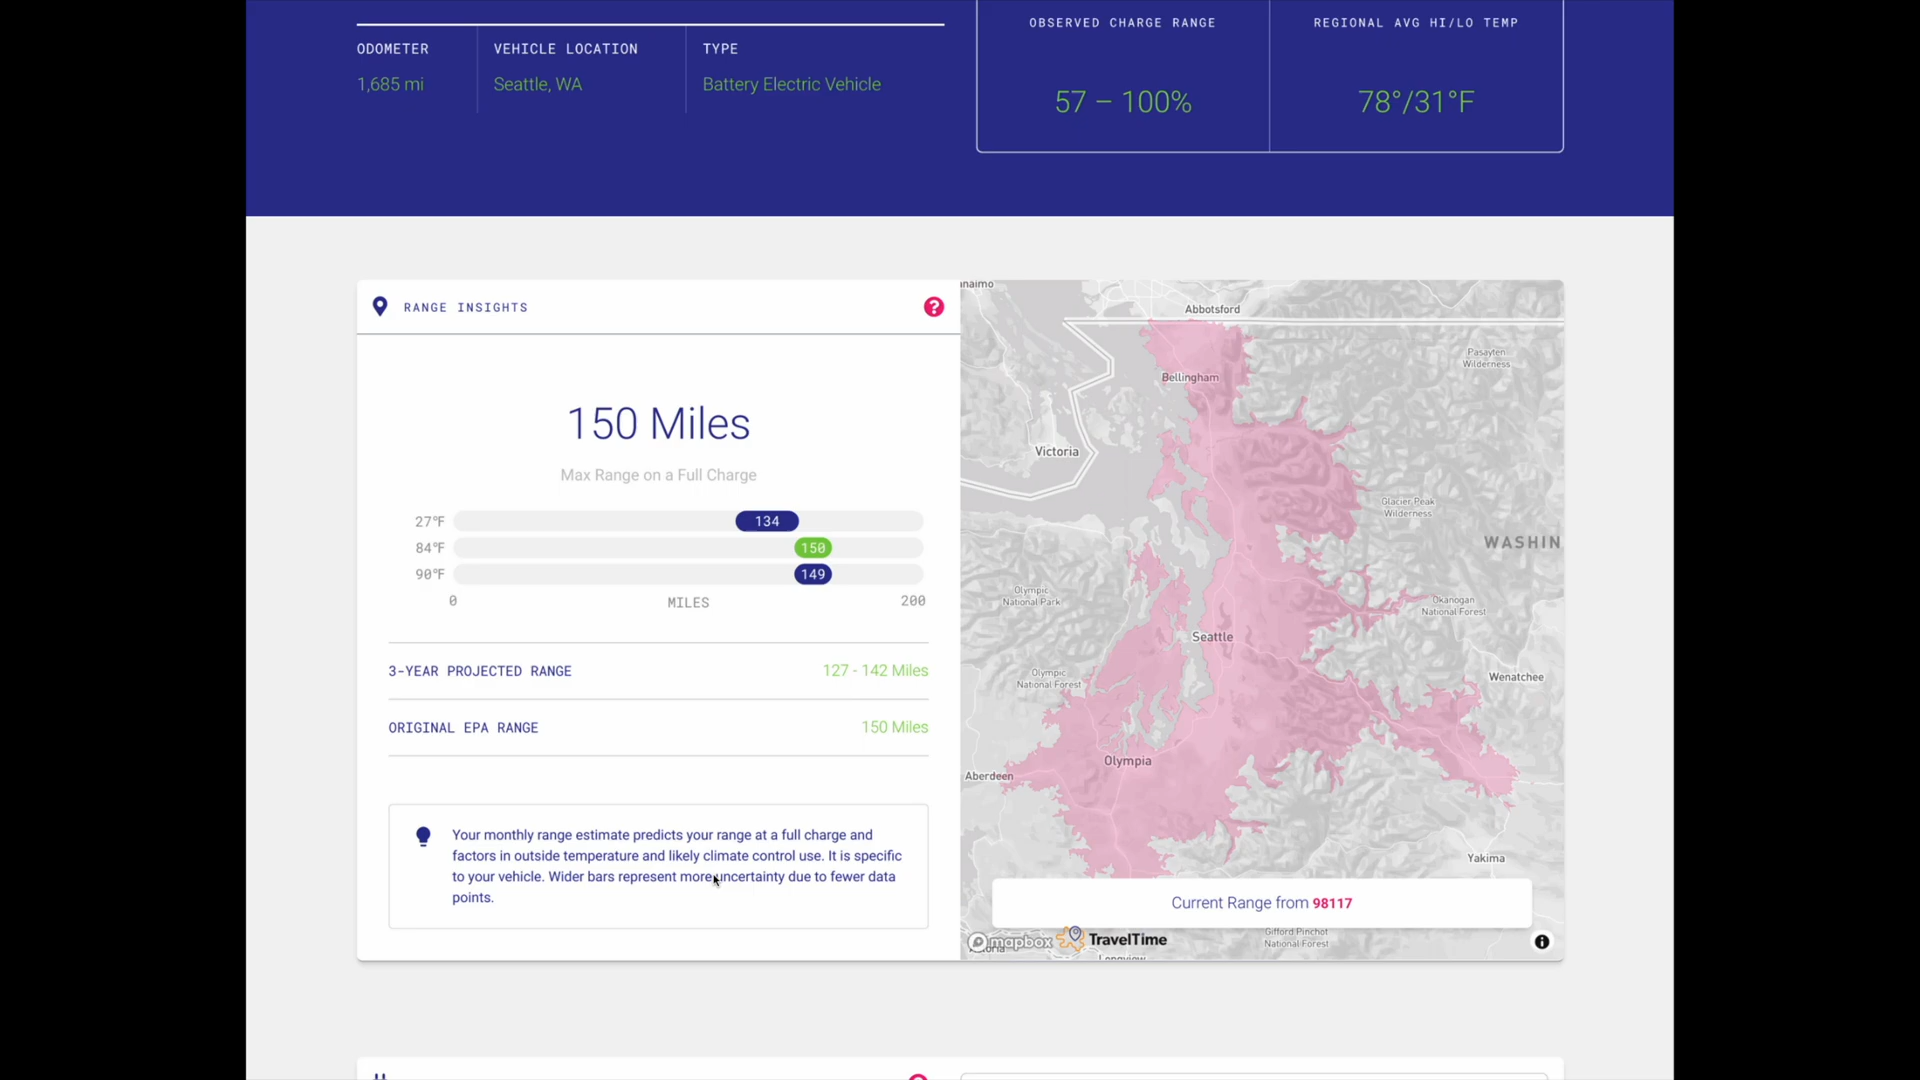 OBSERVED CHARGE RANGE
REGIONAL AVG HI/LO TEMP
ODOMETER
VEHICLE LOCATION
TYPE
1,685 mi
Seattle, WA
Battery Electric Vehicle
57 – 100%
78°/31°F
RANGE INSIGHTS
?
150 Miles
Max Range on a Full Charge
27°F
134
84°F
150
90°F
149
0
MILES
200
3-YEAR PROJECTED RANGE
127 - 142 Miles
ORIGINAL EPA RANGE
150 Miles
Your monthly range estimate predicts your range at a full charge and
factors in outside temperature and likely climate control use. It is specific
to your vehicle. Wider bars represent more uncertainty due to fewer data
points.
Abbotsford
Pasayten
Wilderness
Bellingham
Victoria
Glacier Peak
Wilderness
WASHIN
Olympic
National Park
Okanogan
National Forest
Seattle
Olympic
National Forest
Wenatchee
Olympia
Aberdeen
Yakima
Current Range from 98117
Gifford Pinchot
National Forest
mapbox
TravelTime
Longview